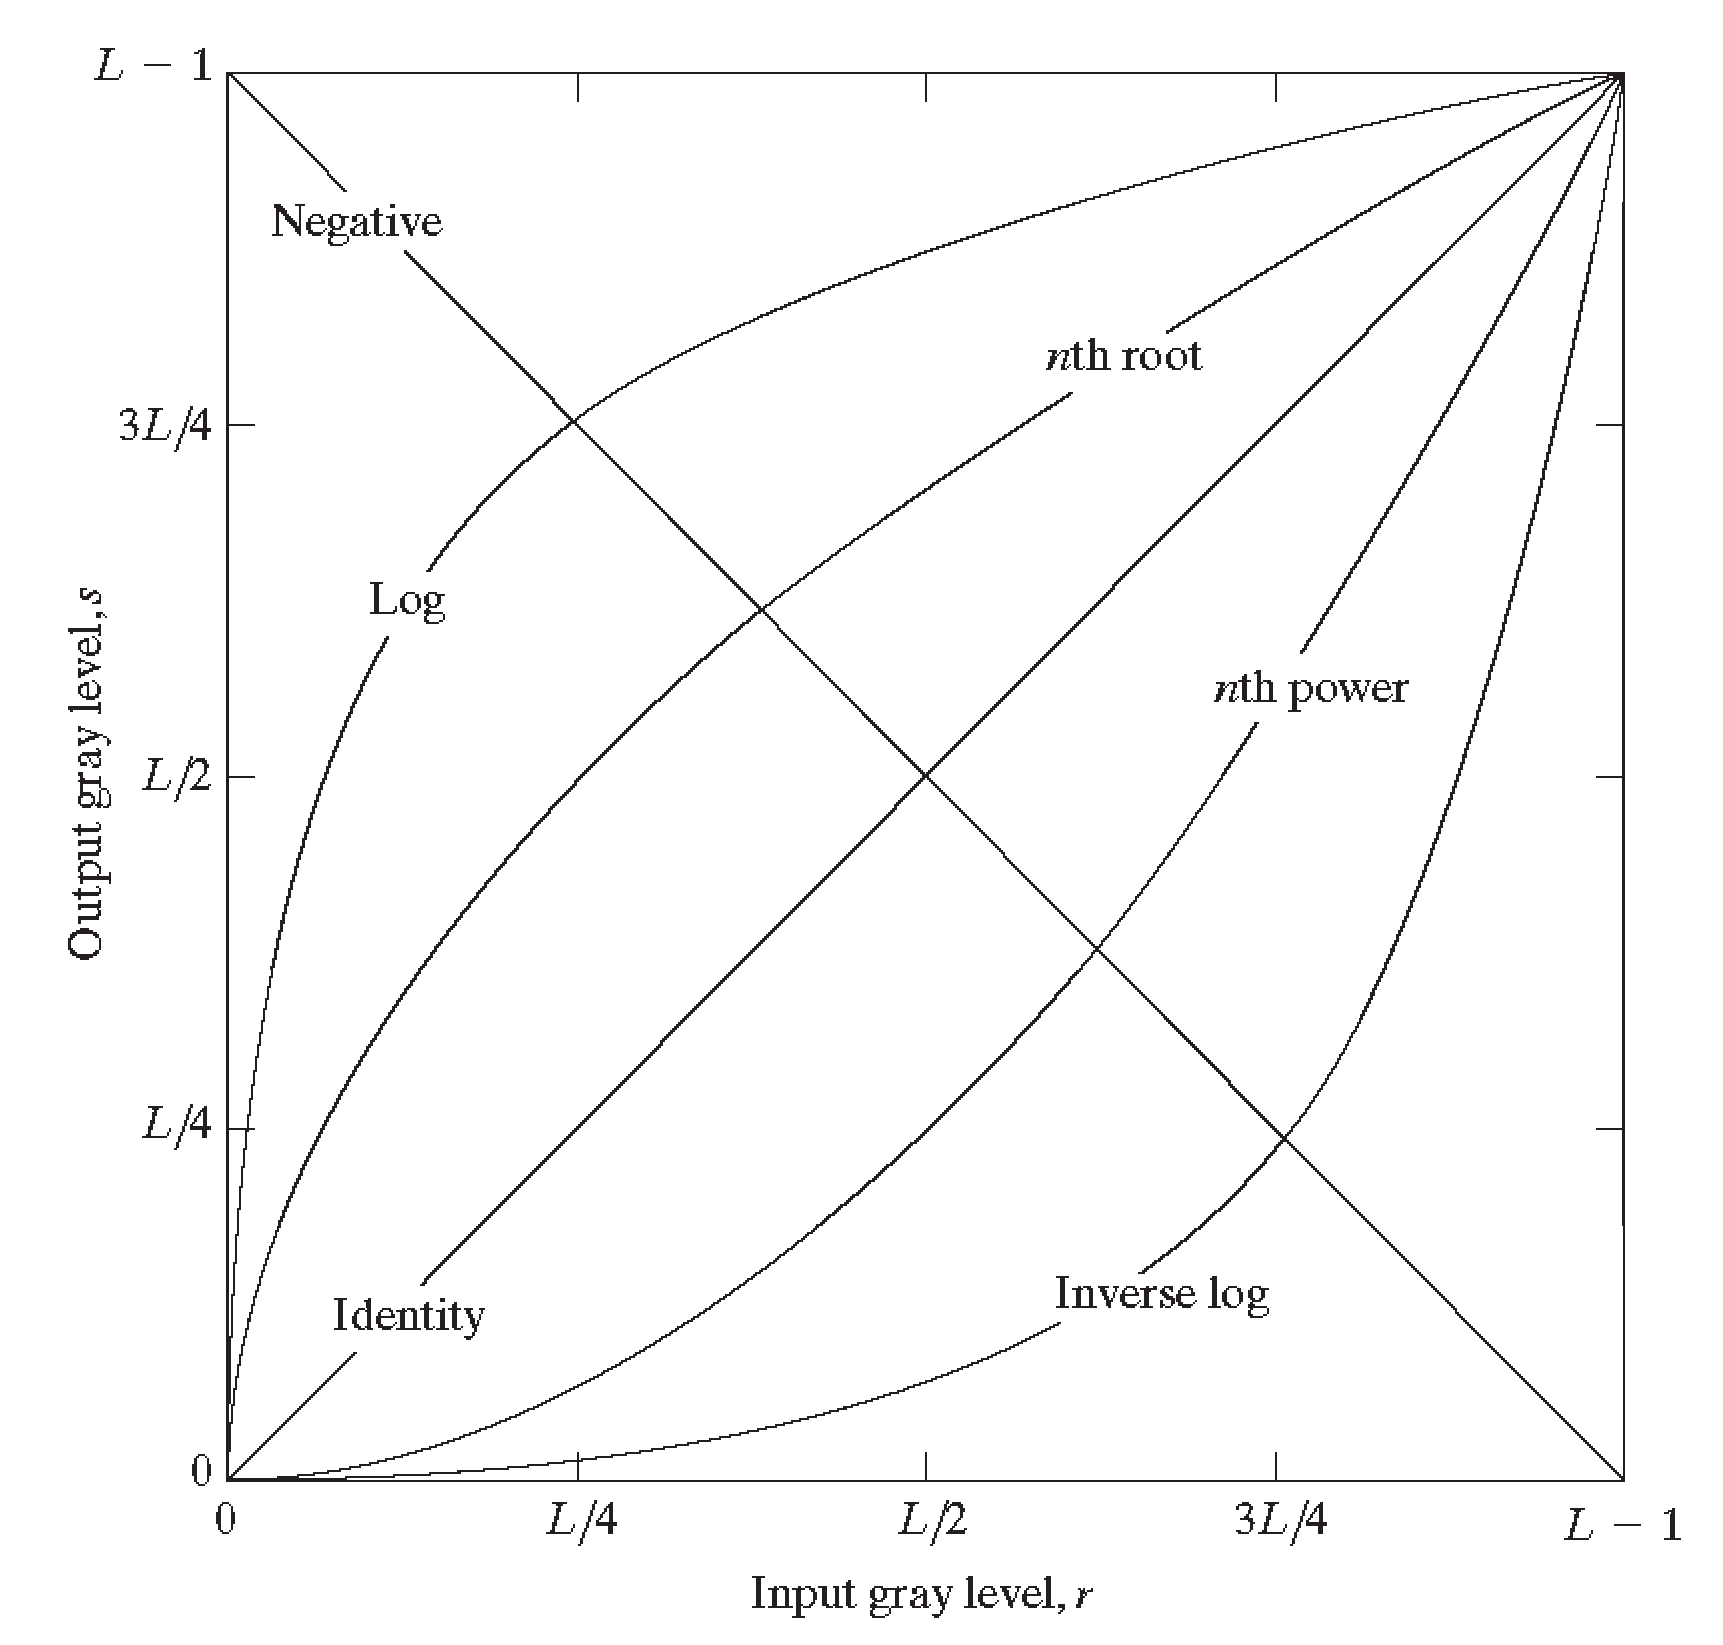 L − 1
Negative
nth root
3L/4
Log
nth power
L/2
Output gray level, s
L/4
Inverse log
Identity
0
0
L/4
L/2
3L/4
L − 1
Input gray level, r